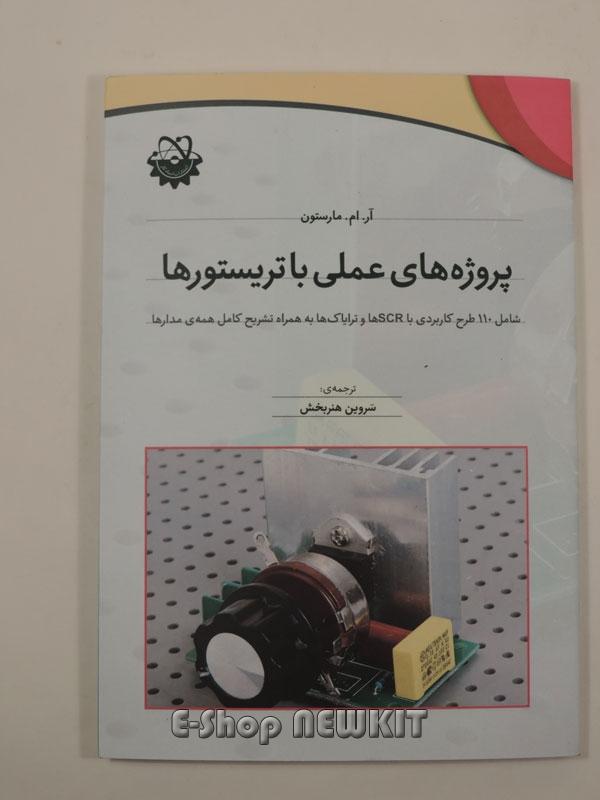 آر. ام. مارستون
پروژه‌های عملی با تریستورها
شامل ۱۱۰ طرح کاربردی با SCRها و ترایاک‌ها به همراه تشریح کامل همه‌ی مدارها
ترجمه‌ی:
سَروین هنربخش
E-Shop NEWKIT